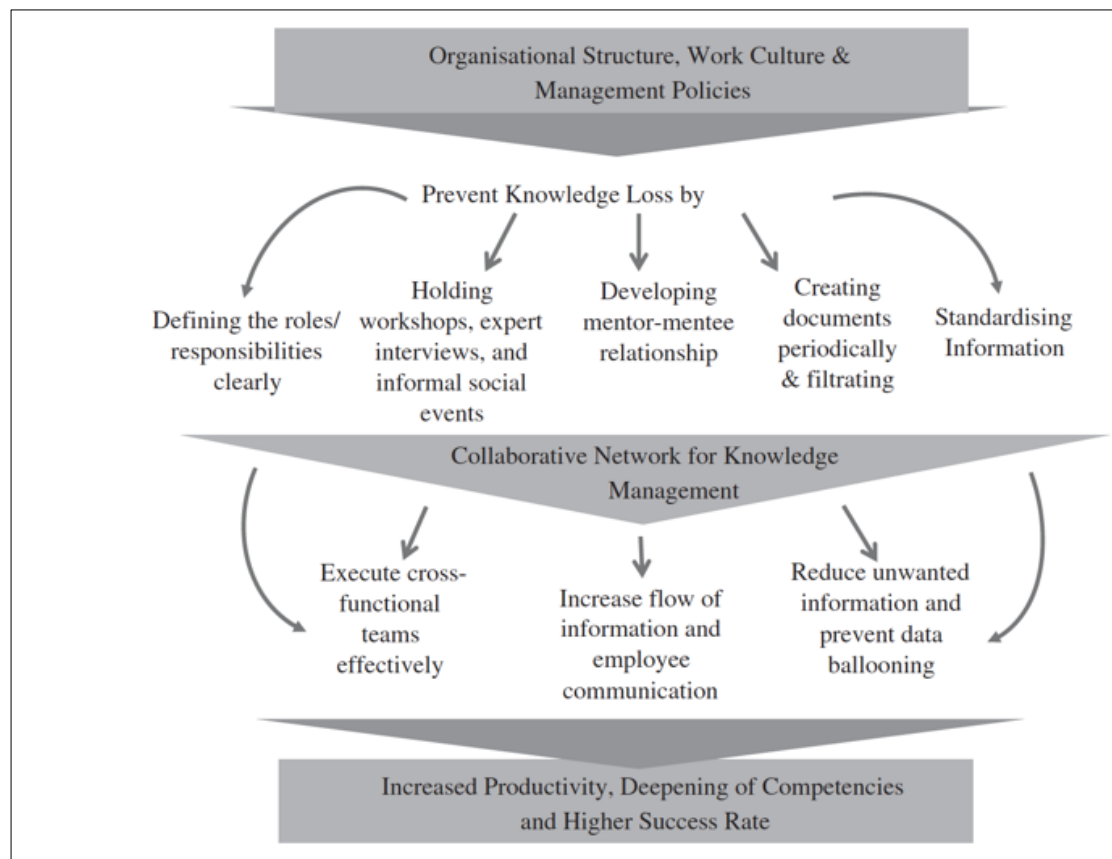 Organisational Structure, Work Culture &
Management Policies
Prevent Knowledge Loss by
Defining the roles/
responsibilities
clearly
Holding
workshops, expert
interviews, and
informal social
events
Developing
mentor-mentee
relationship
Creating
documents
periodically
& filtrating
Standardising
Information
Collaborative Network for Knowledge
Management
Execute cross-
functional
teams
effectively
Increase flow of
information and
employee
communication
Reduce unwanted
information and
prevent data
ballooning
Increased Productivity, Deepening of Competencies
and Higher Success Rate